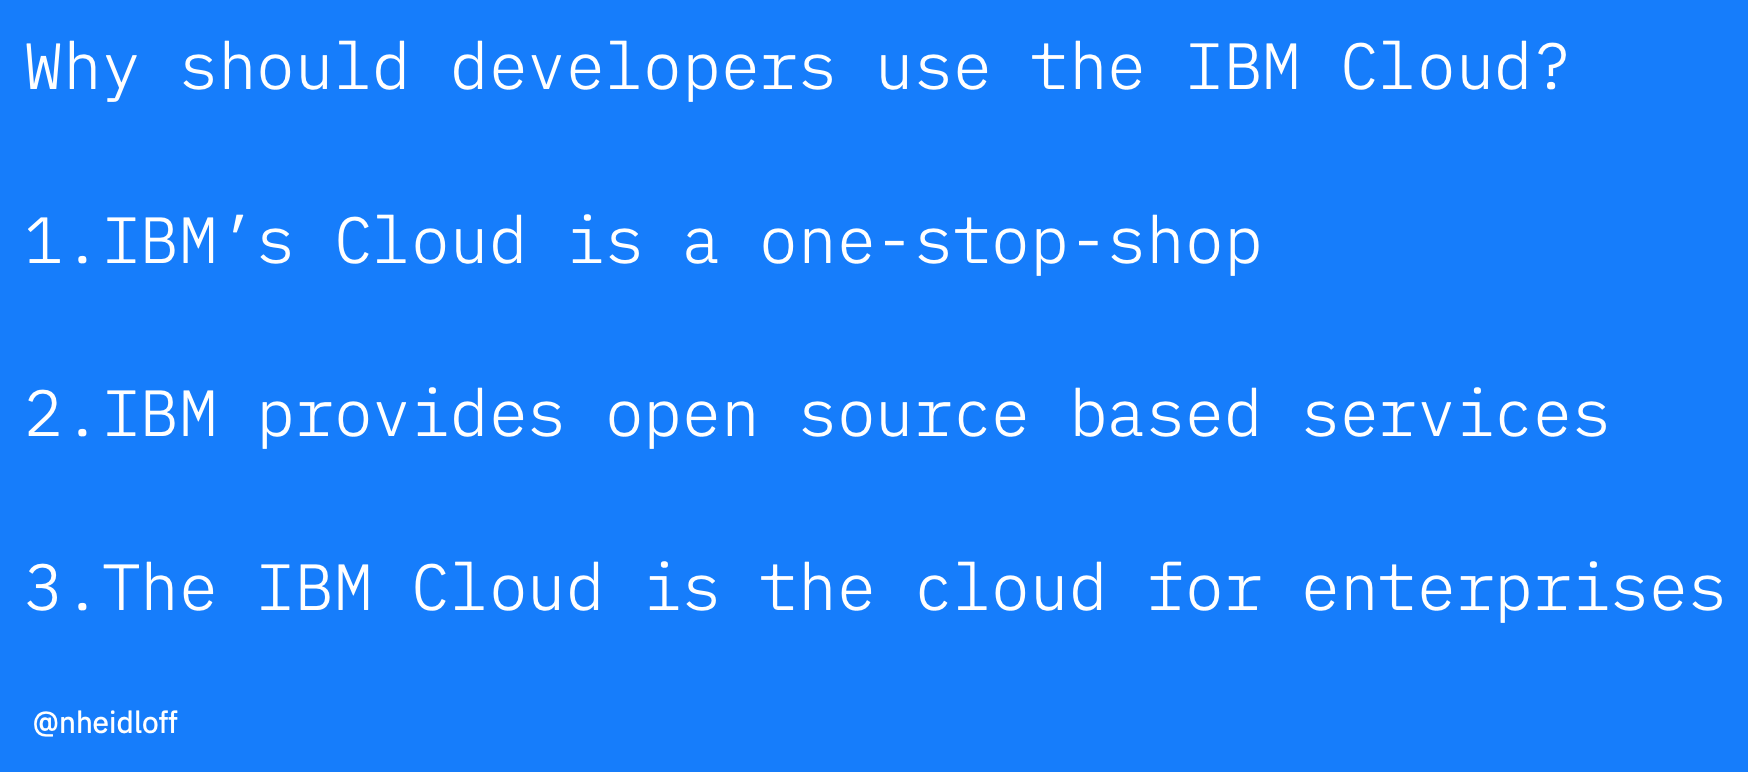 Why should developers use the IBM Cloud?
1.IBM’s Cloud is a one-stop-shop
2.IBM provides open source based services
3.The IBM Cloud is the cloud for enterprises
@nheidloff